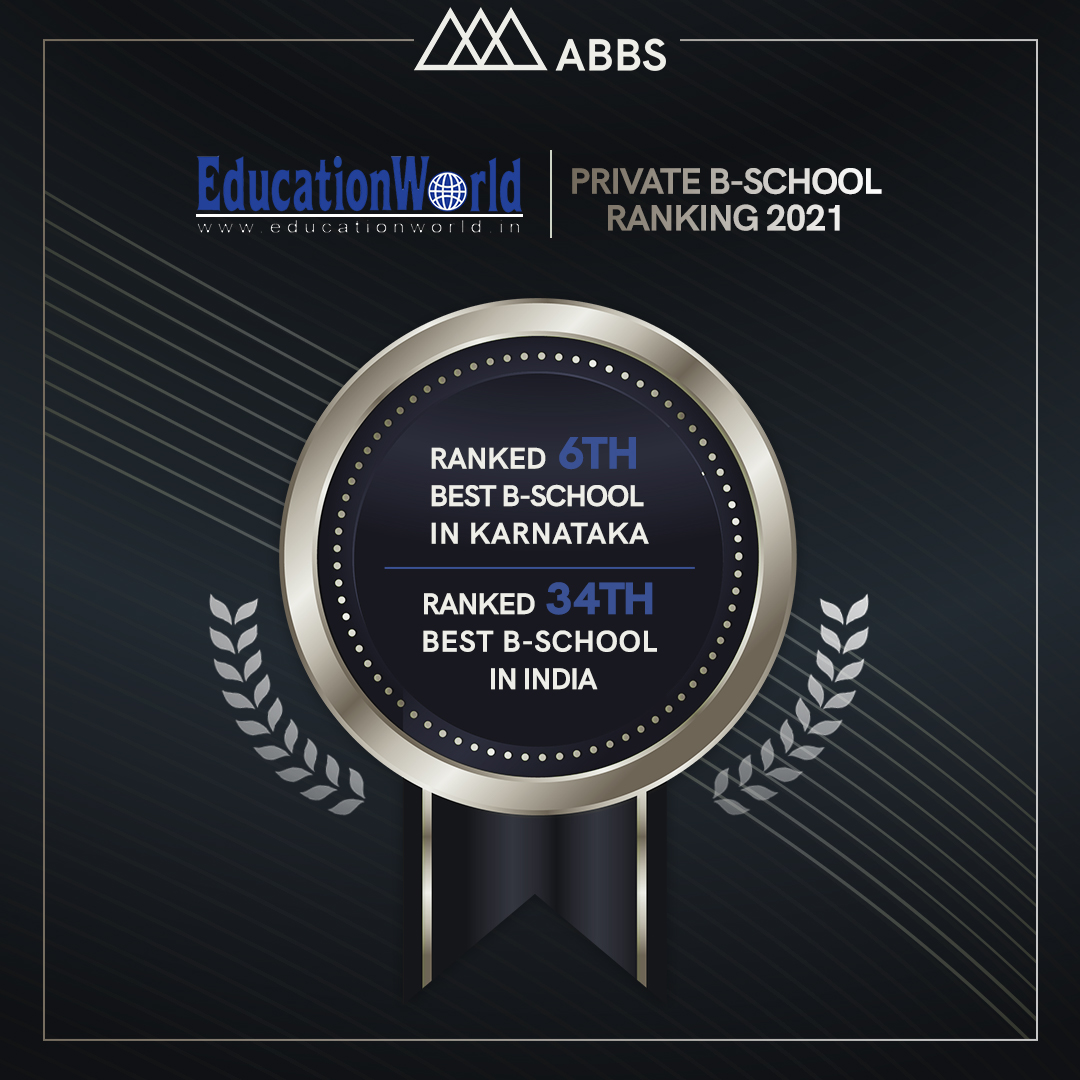 ABBS
EducationWorld
www.educationworld.in
PRIVATE B-SCHOOL
RANKING 2021
RANKED 6TH
BEST B-SCHOOL
IN KARNATAKA
RANKED 34TH
BEST B-SCHOOL
IN INDIA